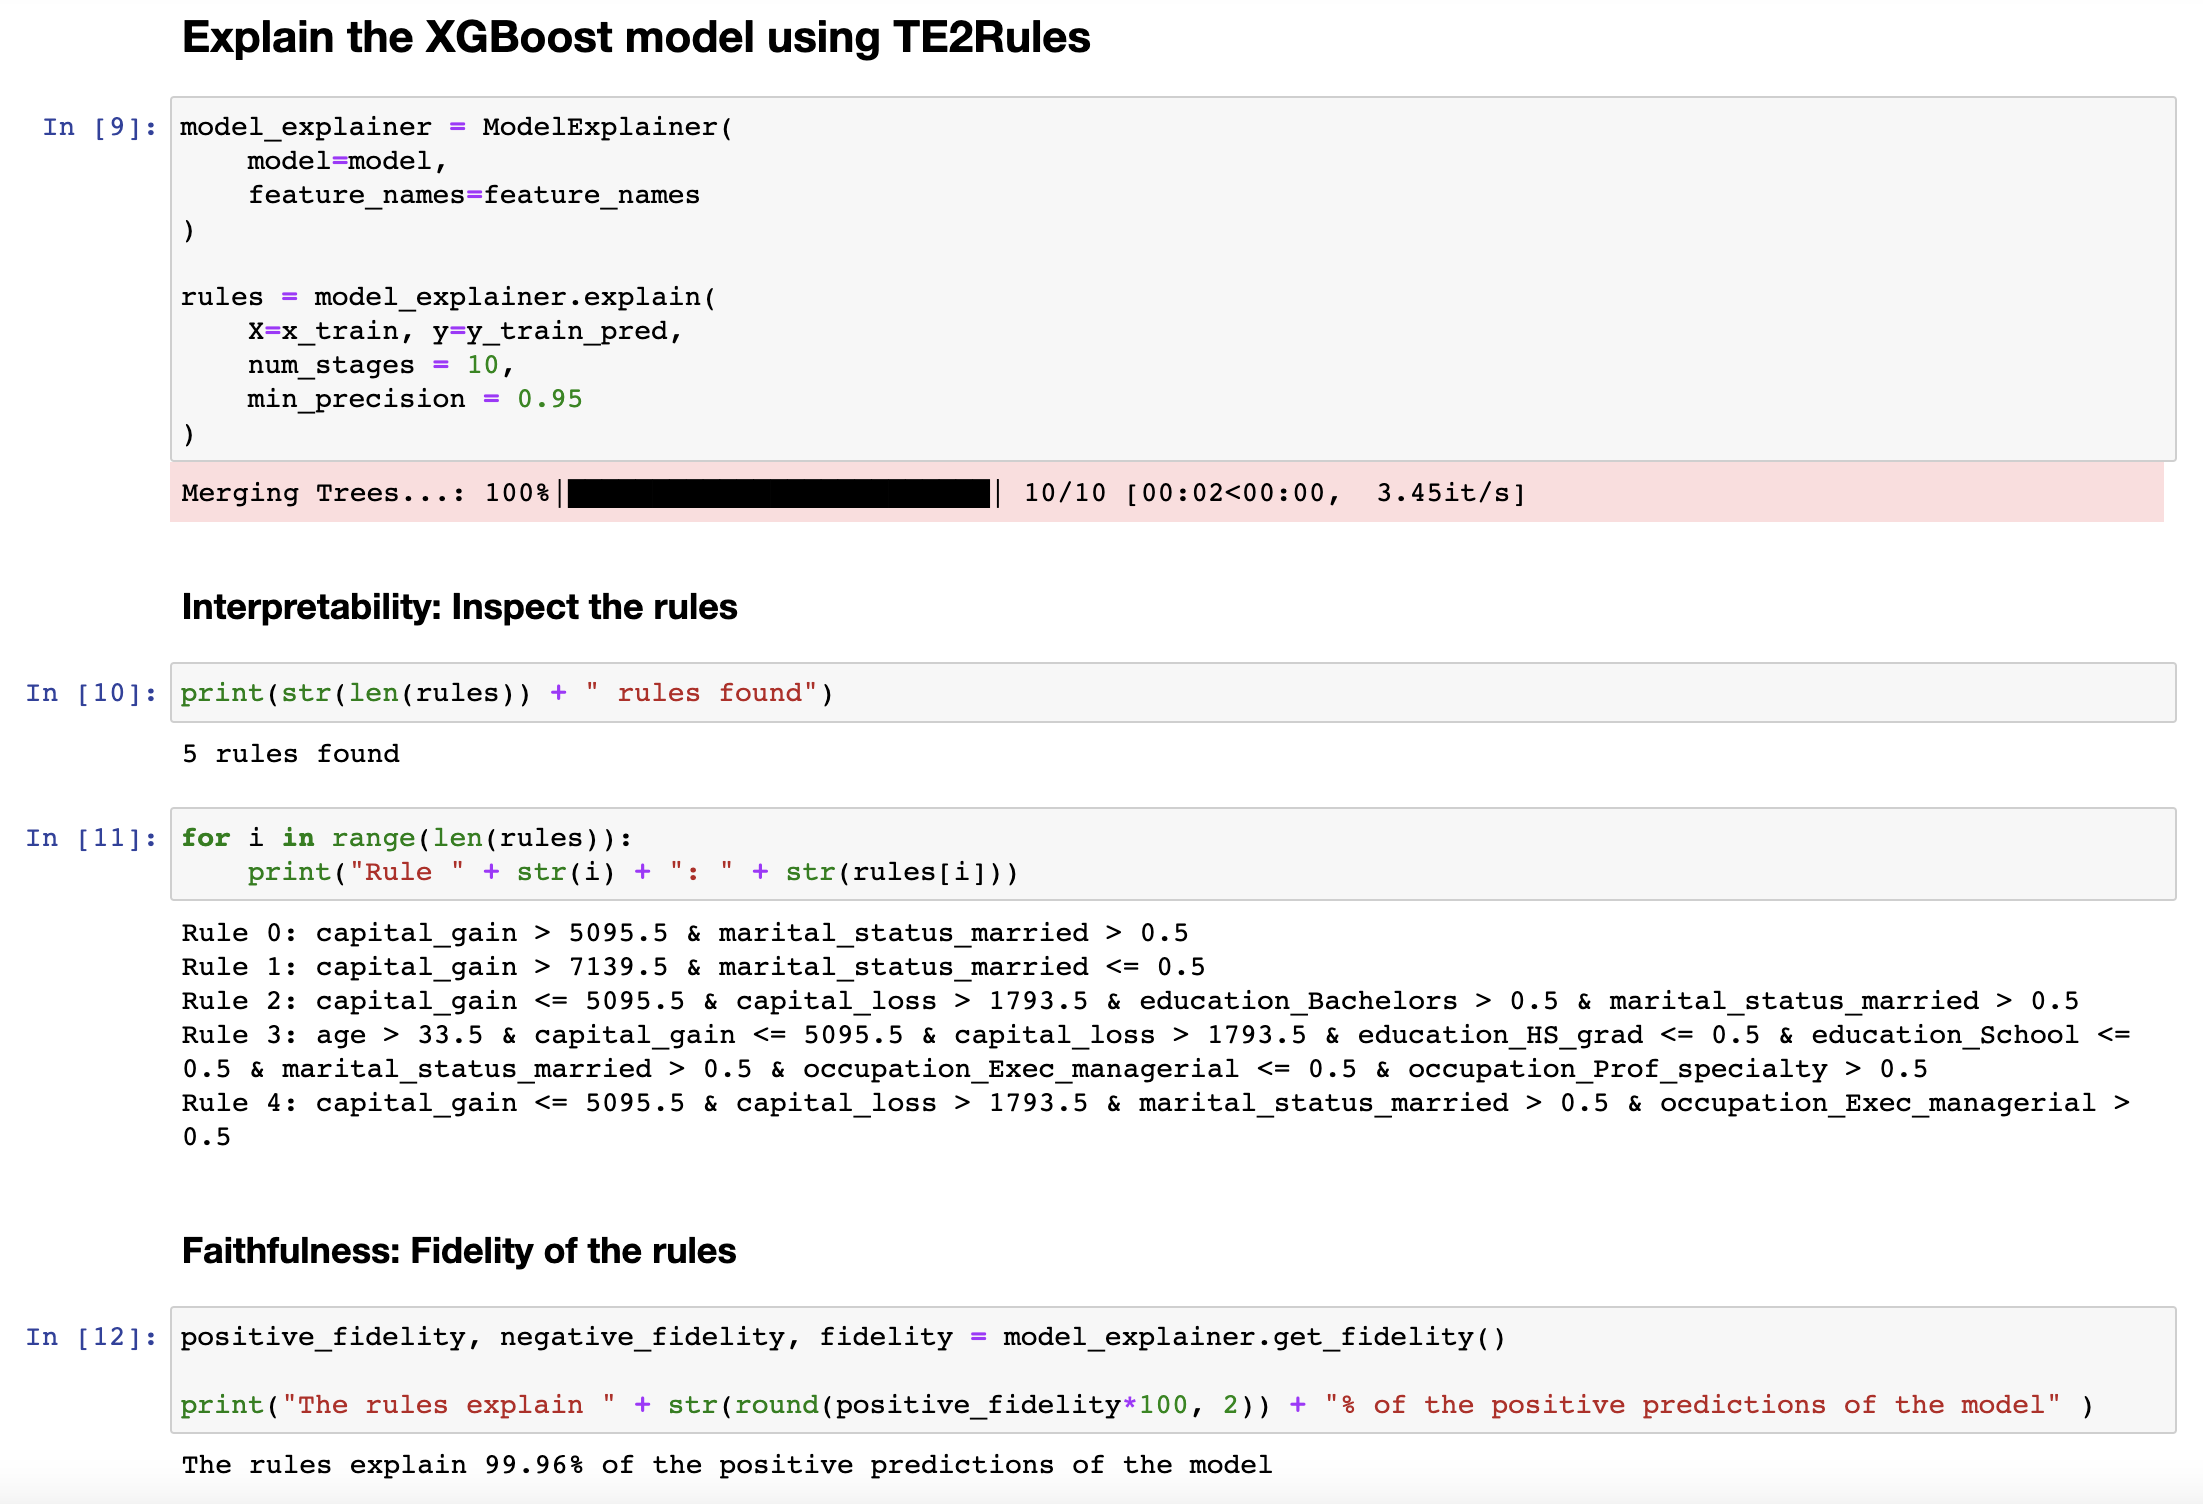 Explain the XGBoost model using TE2Rules
In [9]: model_explainer = ModelExplainer(
    model=model,
    feature_names=feature_names
)
rules = model_explainer.explain(
    X=x_train, y=y_train_pred,
    num_stages = 10,
    min_precision = 0.95
)
Merging Trees...: 100%|██████████| 10/10 [00:02<00:00,  3.45it/s]
Interpretability: Inspect the rules
In [10]: print(str(len(rules)) + " rules found")
5 rules found
In [11]: for i in range(len(rules)):
    print("Rule " + str(i) + ": " + str(rules[i]))
Rule 0: capital_gain > 5095.5 & marital_status_married > 0.5
Rule 1: capital_gain > 7139.5 & marital_status_married <= 0.5
Rule 2: capital_gain <= 5095.5 & capital_loss > 1793.5 & education_Bachelors > 0.5 & marital_status_married > 0.5
Rule 3: age > 33.5 & capital_gain <= 5095.5 & capital_loss > 1793.5 & education_HS_grad <= 0.5 & education_School <=
0.5 & marital_status_married > 0.5 & occupation_Exec_managerial <= 0.5 & occupation_Prof_specialty > 0.5
Rule 4: capital_gain <= 5095.5 & capital_loss > 1793.5 & marital_status_married > 0.5 & occupation_Exec_managerial >
0.5
Faithfulness: Fidelity of the rules
In [12]: positive_fidelity, negative_fidelity, fidelity = model_explainer.get_fidelity()
print("The rules explain " + str(round(positive_fidelity*100, 2)) + "% of the positive predictions of the model" )
The rules explain 99.96% of the positive predictions of the model